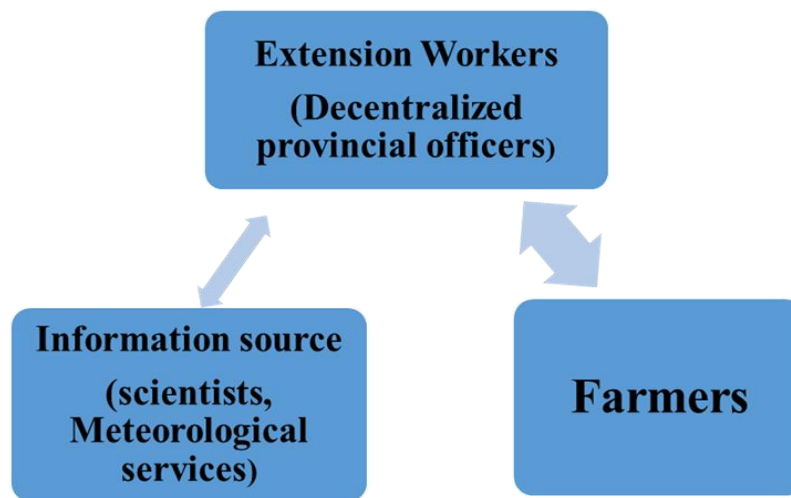 Extension Workers
(Decentralized
provincial officers)
Information source
(scientists,
Meteorological
services)
Farmers